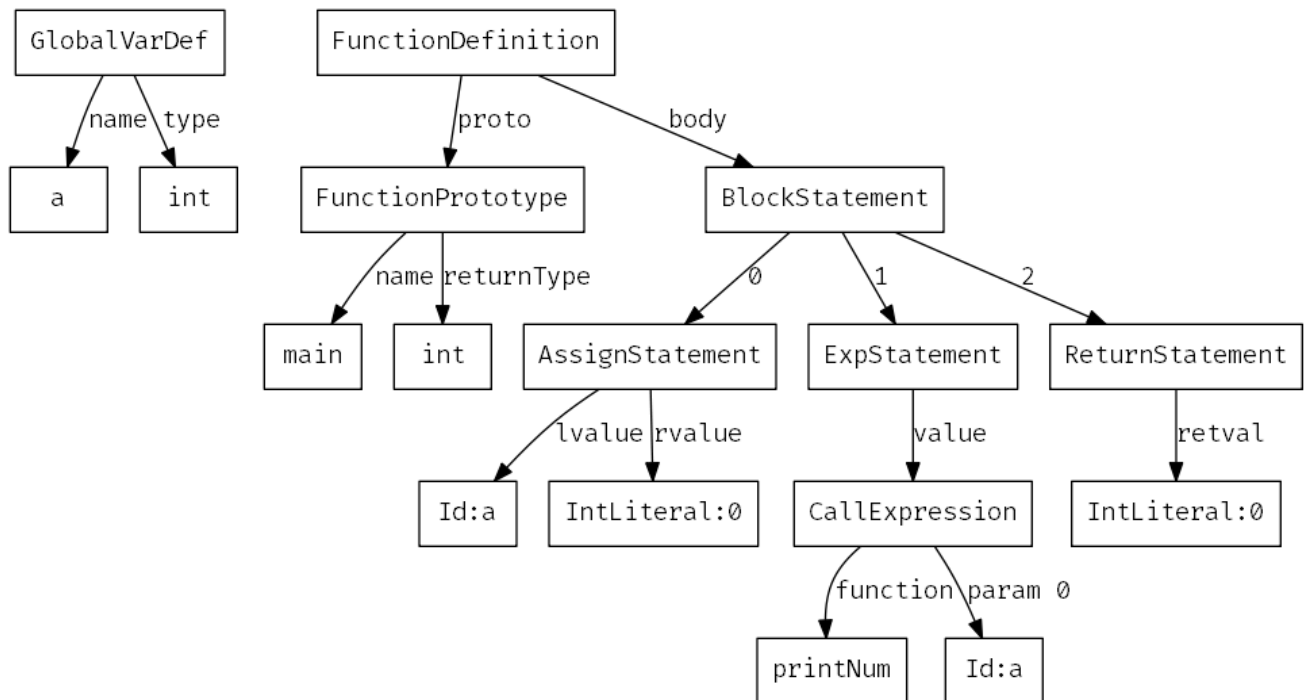 GlobalVarDef
FunctionDefinition
name type
proto
body
a
int
FunctionPrototype
BlockStatement
name returnType
0
1
2
main
int
AssignStatement
ExpStatement
ReturnStatement
lvalue rvalue
value
retval
Id:a
IntLiteral:0
CallExpression
IntLiteral:0
function param 0
printNum
Id:a